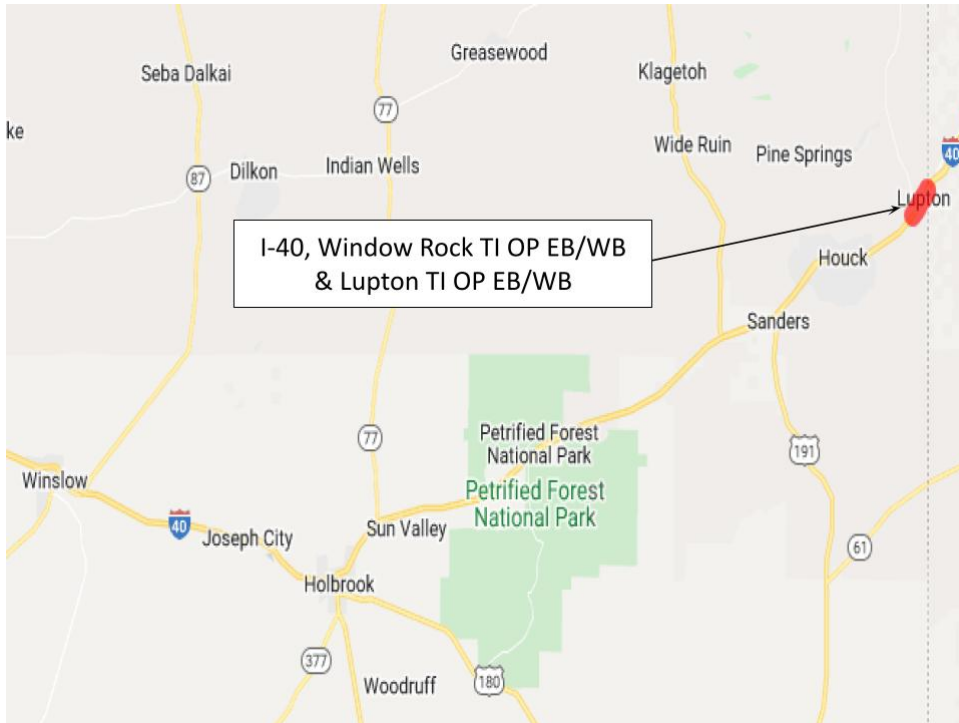 Greasewood
Seba Dalkai
Klagetoh
77
ke
Wide Ruin
Pine Springs
40
Dilkon
Indian Wells
87
Lupton
I-40, Window Rock TI OP EB/WB
& Lupton TI OP EB/WB
Houck
Sanders
77
Petrified Forest
National Park
191
Winslow
Petrified Forest
National Park
40
Joseph City
Sun Valley
61
Holbrook
377
Woodruff
180